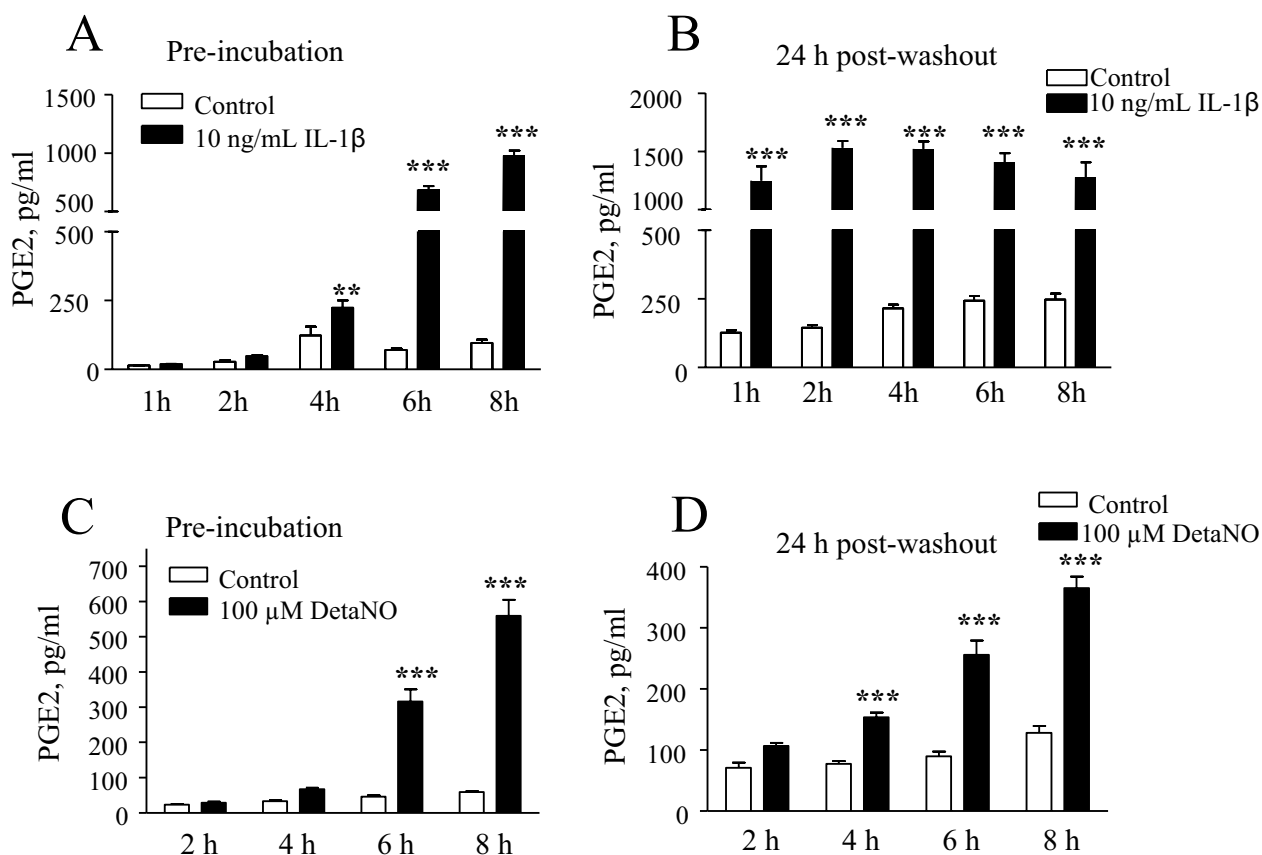 A
Pre-incubation
Control
10 ng/mL IL-1β
PGE2, pg/ml
1500
1000
500
500
250
0
**
***
***
1h 2h 4h 6h 8h
B
24 h post-washout
Control
10 ng/mL IL-1β
2000
1500
1000
500
250
0
***
***
***
***
***
1h 2h 4h 6h 8h
C
Pre-incubation
Control
100 µM DetaNO
PGE2, pg/ml
700
600
500
400
300
200
100
0
***
***
2 h 4 h 6 h 8 h
D
24 h post-washout
Control
100 µM DetaNO
PGE2, pg/ml
400
300
200
100
0
***
***
***
2 h 4 h 6 h 8 h